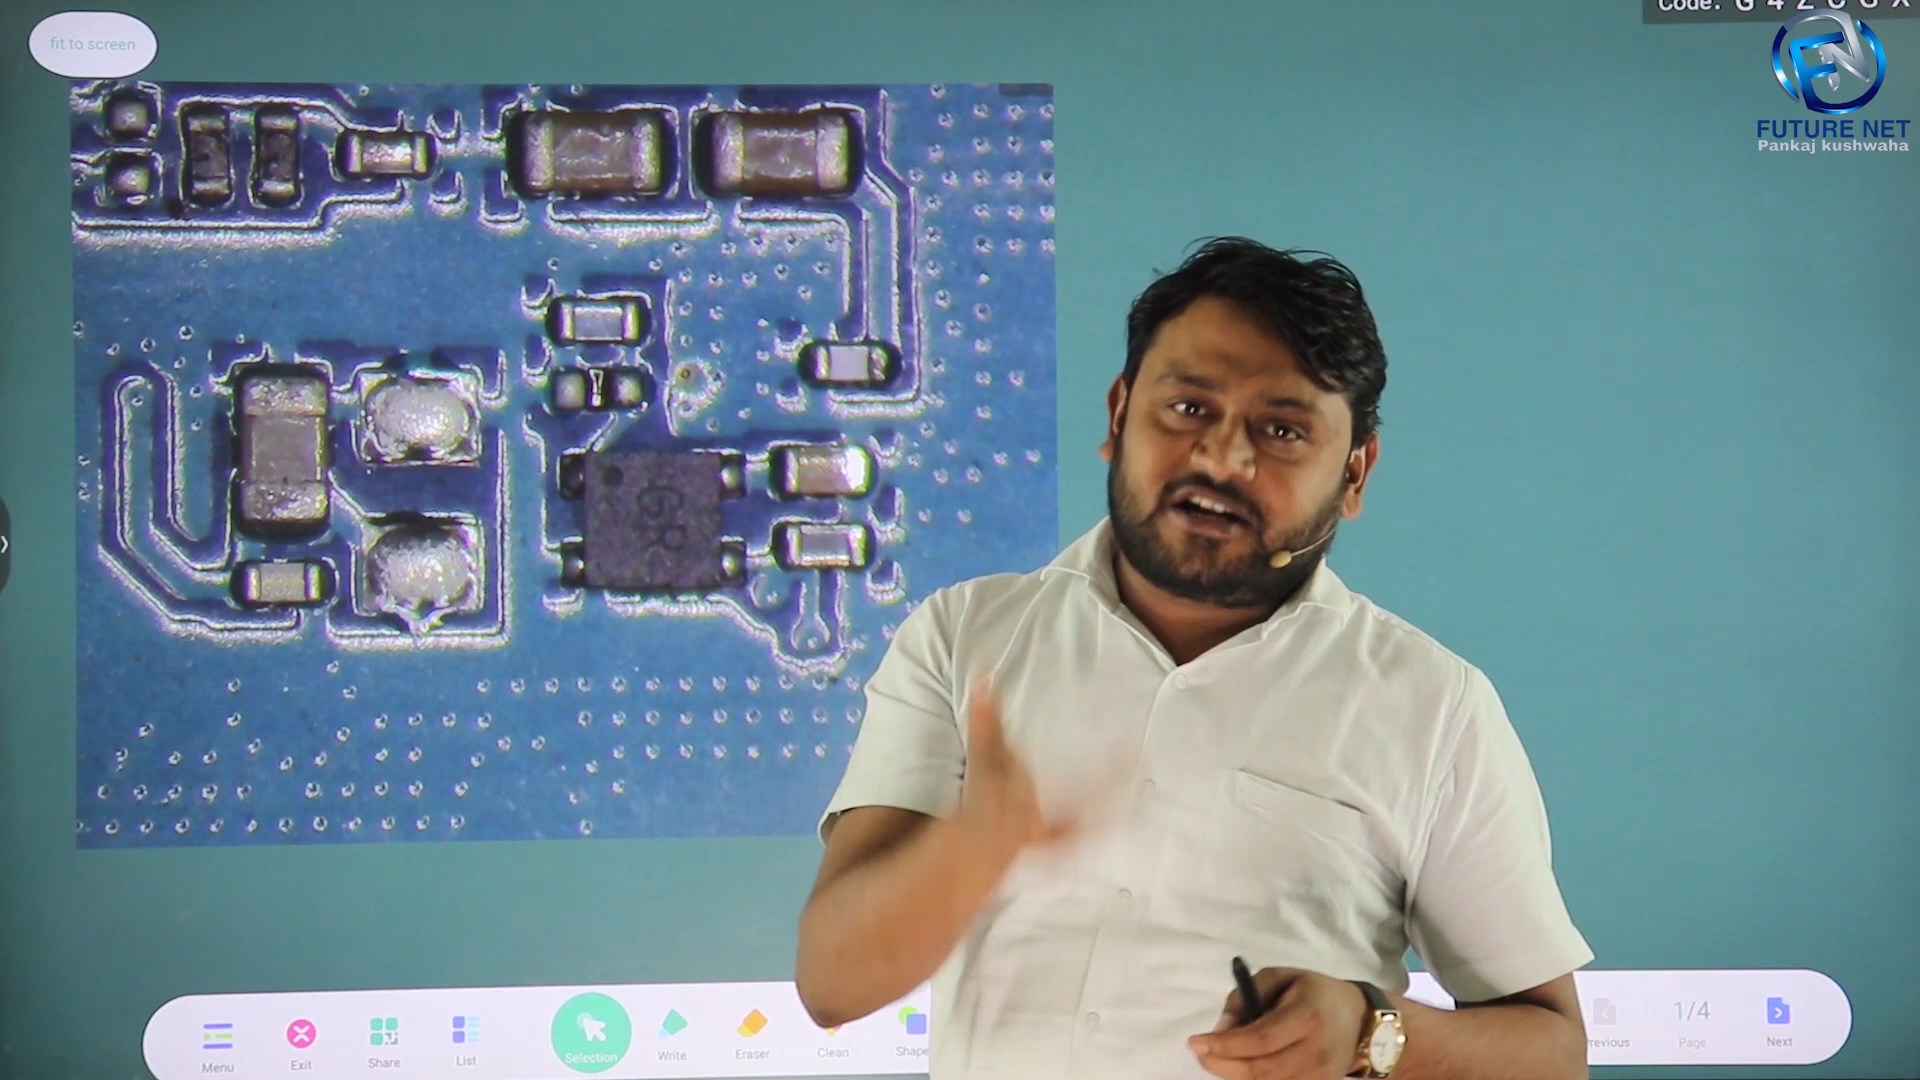 fit to screen
Code:
FUTURE NET
Pankaj kushwaha
GR
Menu
Exit
Share
List
Selection
Write
Eraser
Clean
Shape
revious
1/4
Page
Next